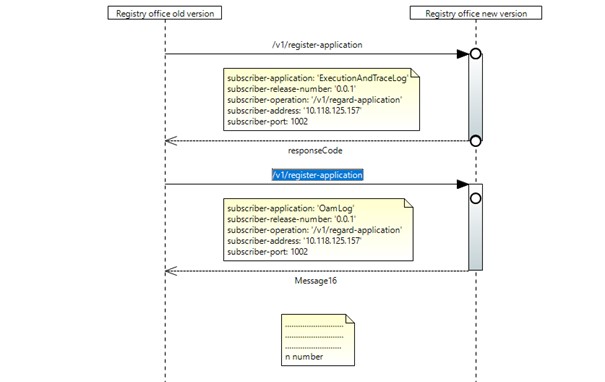 Registry office old version
Registry office new version
/v1/register-application
subscriber-application: 'ExecutionAndTraceLog'
subscriber-release-number: '0.0.1'
subscriber-operation: '/v1/regard-application'
subscriber-address: '10.118.125.157'
subscriber-port: 1002
responseCode
/v1/register-application
subscriber-application: 'OamLog'
subscriber-release-number: '0.0.1'
subscriber-operation: '/v1/regard-application'
subscriber-address: '10.118.125.157'
subscriber-port: 1002
Message16
............................
............................
...........................
n number